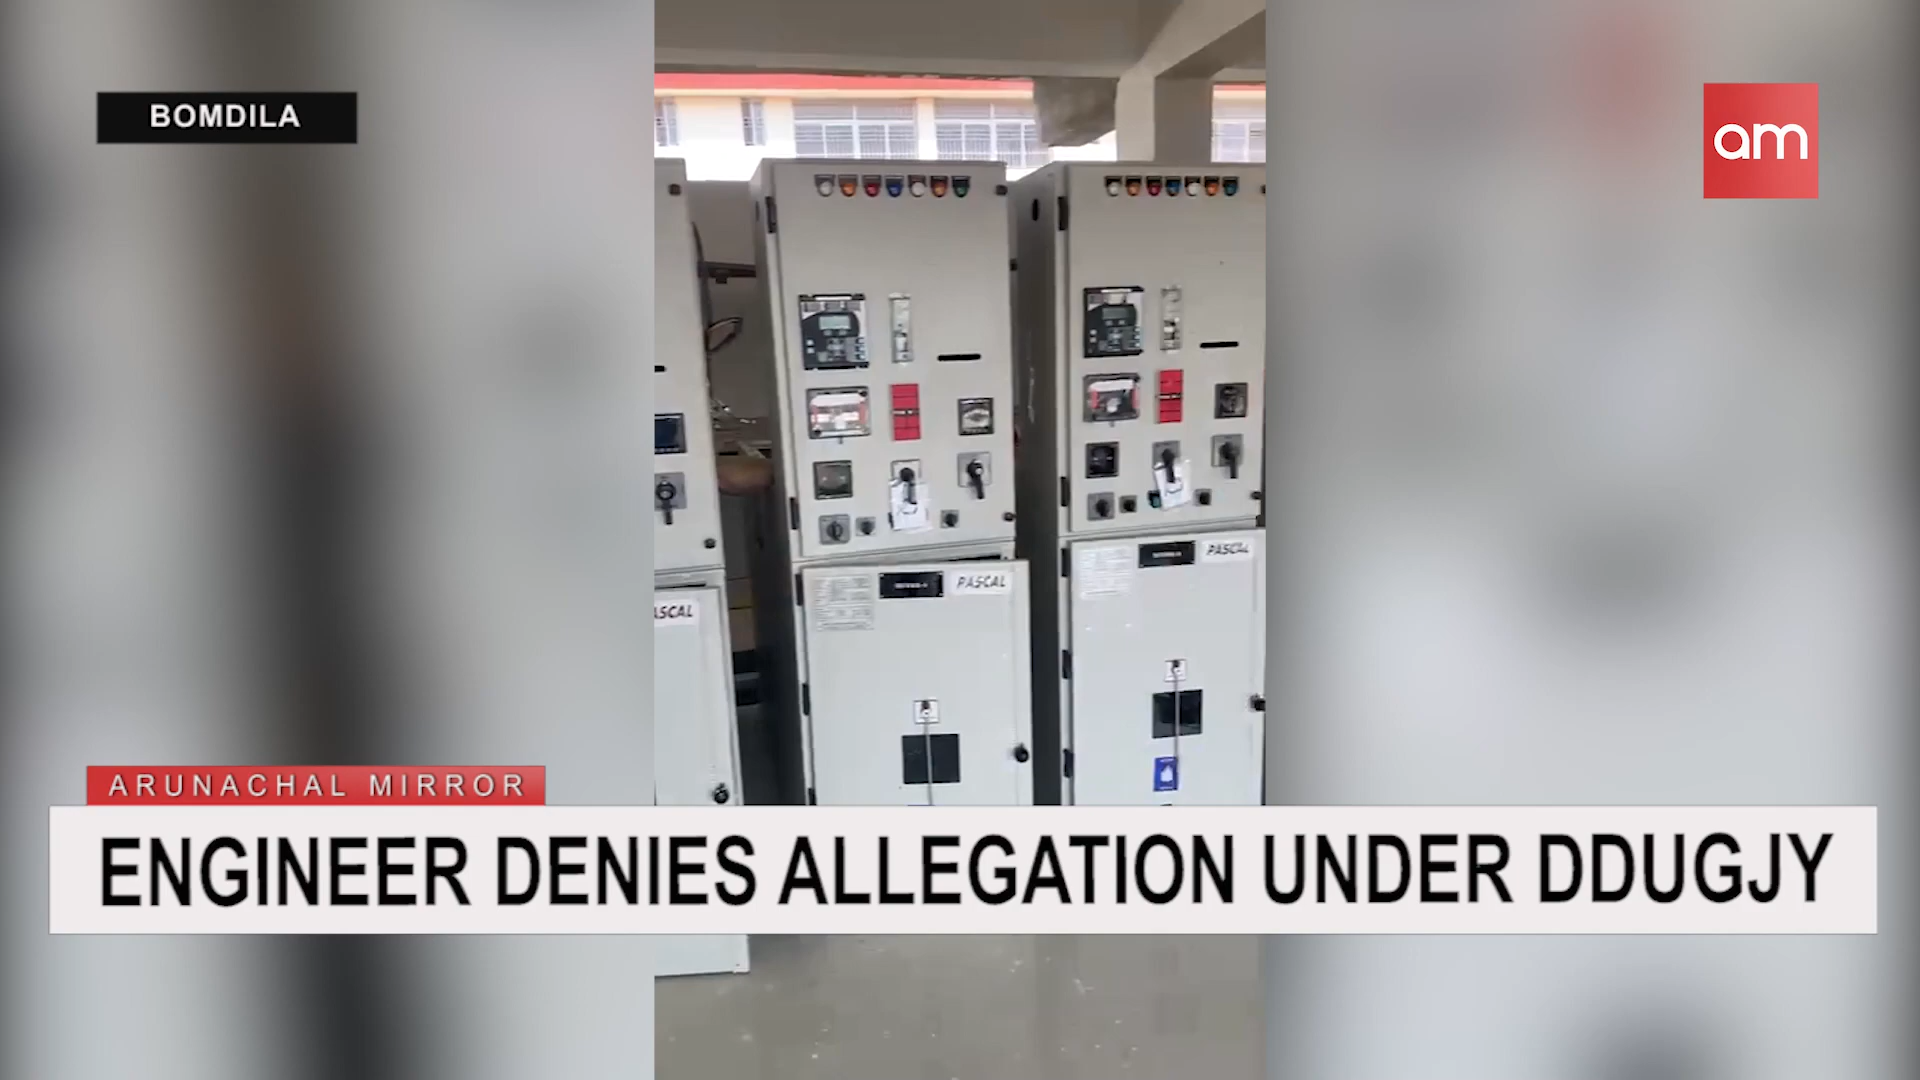 BOMDILA
am
PASCAL
PASCAL
ASCAL
ARUNACHAL MIRROR
ENGINEER DENIES ALLEGATION UNDER DDUGJY